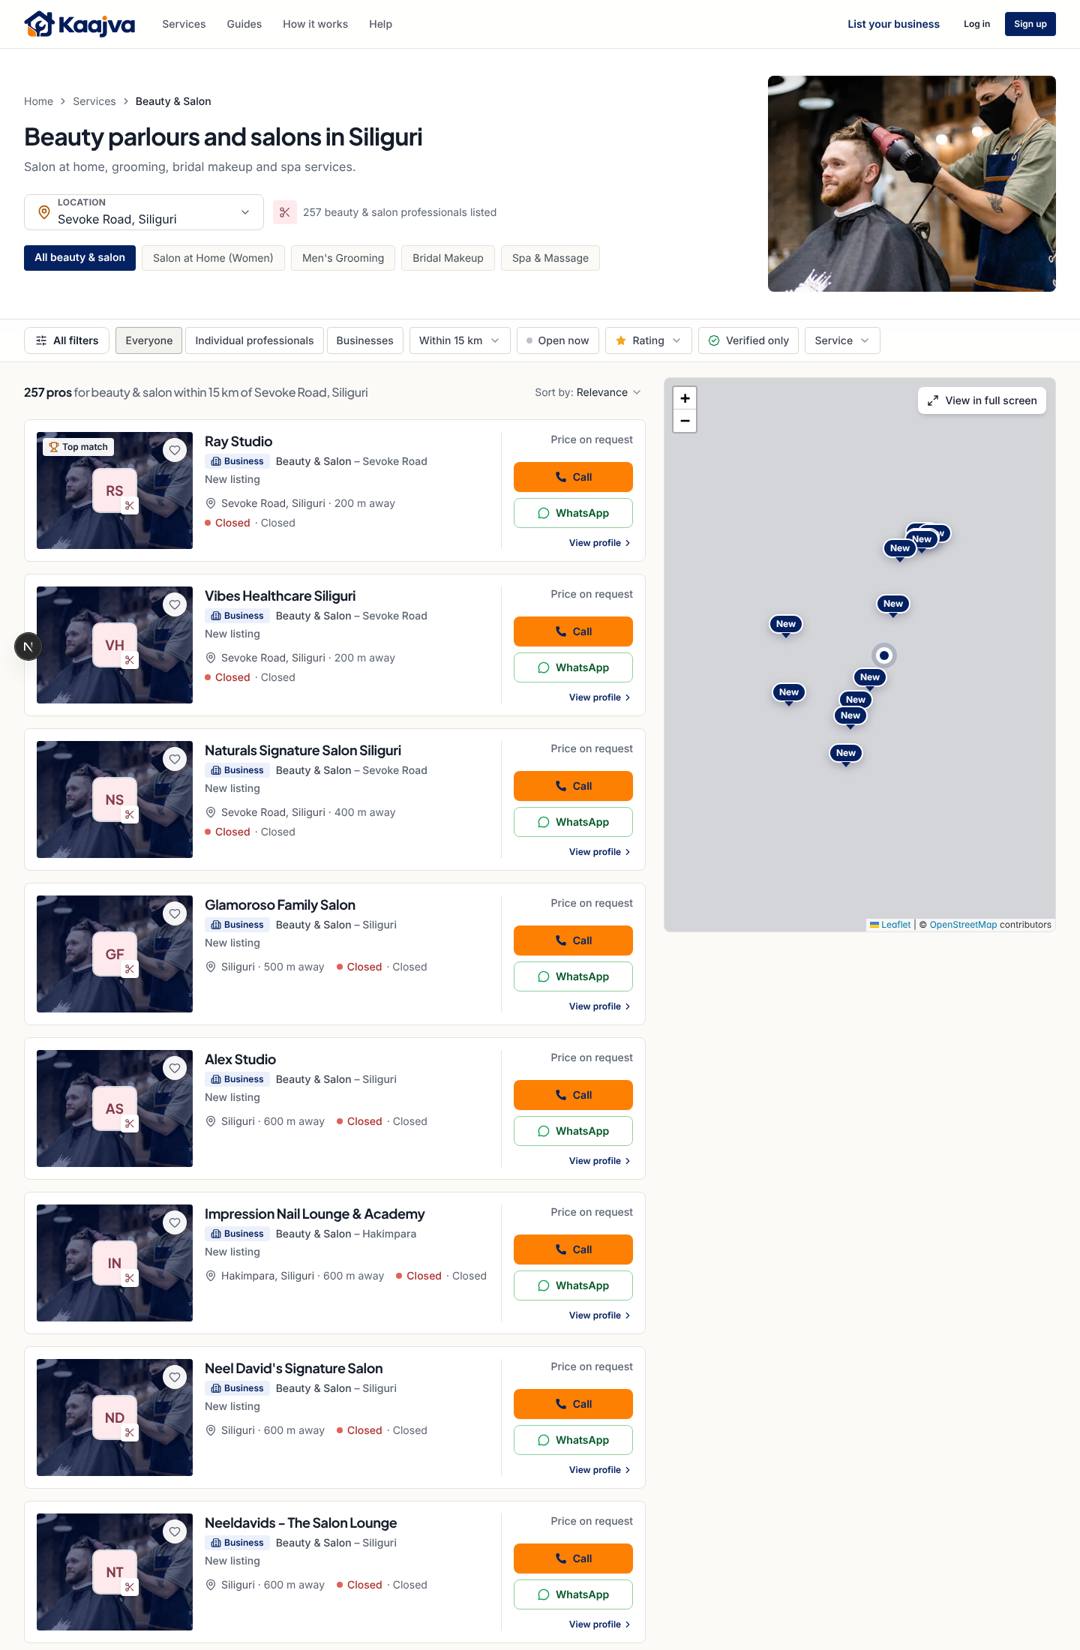 Kaajva
Services Guides How it works Help
List your business Log in Sign up
Home > Services > Beauty & Salon
Beauty parlours and salons in Siliguri
Salon at home, grooming, bridal makeup and spa services.
LOCATION
Sevoke Road, Siliguri
257 beauty & salon professionals listed
All beauty & salon Salon at Home (Women) Men's Grooming Bridal Makeup Spa & Massage
All filters Everyone Individual professionals Businesses Within 15 km Open now Rating Verified only Service
257 pros for beauty & salon within 15 km of Sevoke Road, Siliguri
Sort by: Relevance
Top match
RS
Ray Studio
Business Beauty & Salon – Sevoke Road
New listing
Sevoke Road, Siliguri · 200 m away
Closed · Closed
Price on request
Call
WhatsApp
View profile
VH
Vibes Healthcare Siliguri
Business Beauty & Salon – Sevoke Road
New listing
Sevoke Road, Siliguri · 200 m away
Closed · Closed
Price on request
Call
WhatsApp
View profile
N
NS
Naturals Signature Salon Siliguri
Business Beauty & Salon – Sevoke Road
New listing
Sevoke Road, Siliguri · 400 m away
Closed · Closed
Price on request
Call
WhatsApp
View profile
GF
Glamoroso Family Salon
Business Beauty & Salon – Siliguri
New listing
Siliguri · 500 m away Closed · Closed
Price on request
Call
WhatsApp
View profile
AS
Alex Studio
Business Beauty & Salon – Siliguri
New listing
Siliguri · 600 m away Closed · Closed
Price on request
Call
WhatsApp
View profile
IN
Impression Nail Lounge & Academy
Business Beauty & Salon – Hakimpara
New listing
Hakimpara, Siliguri · 600 m away Closed · Closed
Price on request
Call
WhatsApp
View profile
ND
Neel David's Signature Salon
Business Beauty & Salon – Siliguri
New listing
Siliguri · 600 m away Closed · Closed
Price on request
Call
WhatsApp
View profile
NT
Neeldavids – The Salon Lounge
Business Beauty & Salon – Siliguri
New listing
Siliguri · 600 m away Closed · Closed
Price on request
Call
WhatsApp
View profile
+
−
View in full screen
New
New
New
New
New
New
New
New
New
Leaflet | © OpenStreetMap contributors